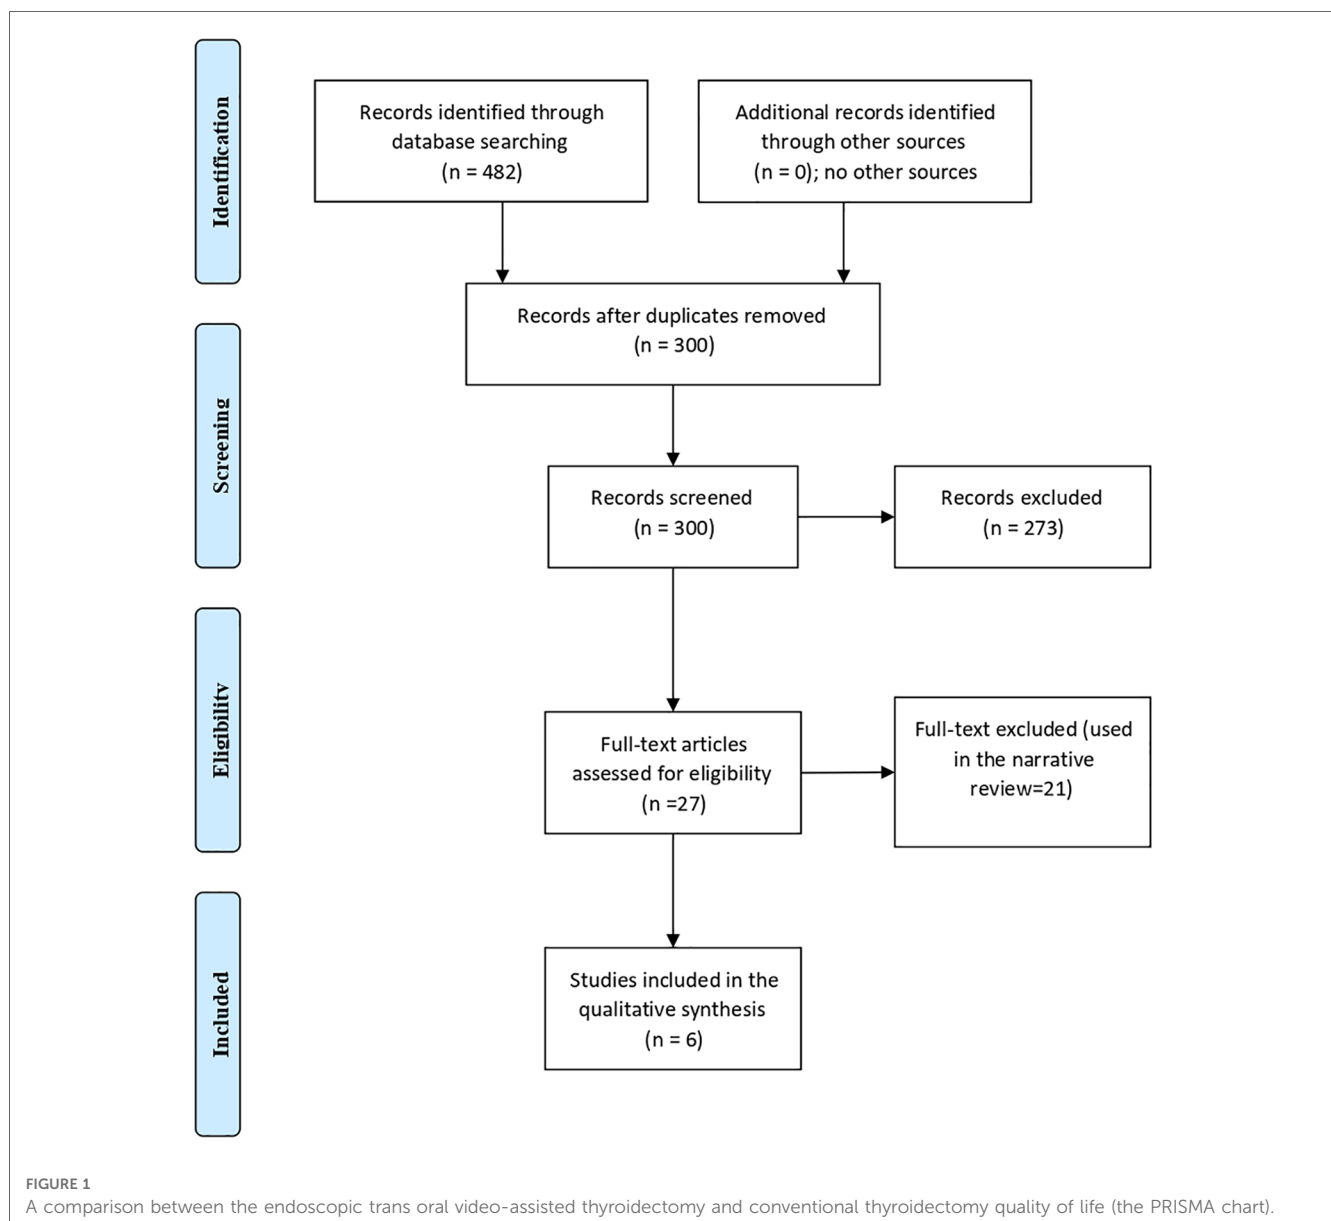 Identification
Records identified through
database searching
(n = 482)
Additional records identified
through other sources
(n = 0); no other sources
Records after duplicates removed
(n = 300)
Screening
Records screened
(n = 300)
Records excluded
(n = 273)
Eligibility
Full-text articles
assessed for eligibility
(n =27)
Full-text excluded (used
in the narrative
review=21)
Included
Studies included in the
qualitative synthesis
(n = 6)
FIGURE 1
A comparison between the endoscopic trans oral video-assisted thyroidectomy and conventional thyroidectomy quality of life (the PRISMA chart).